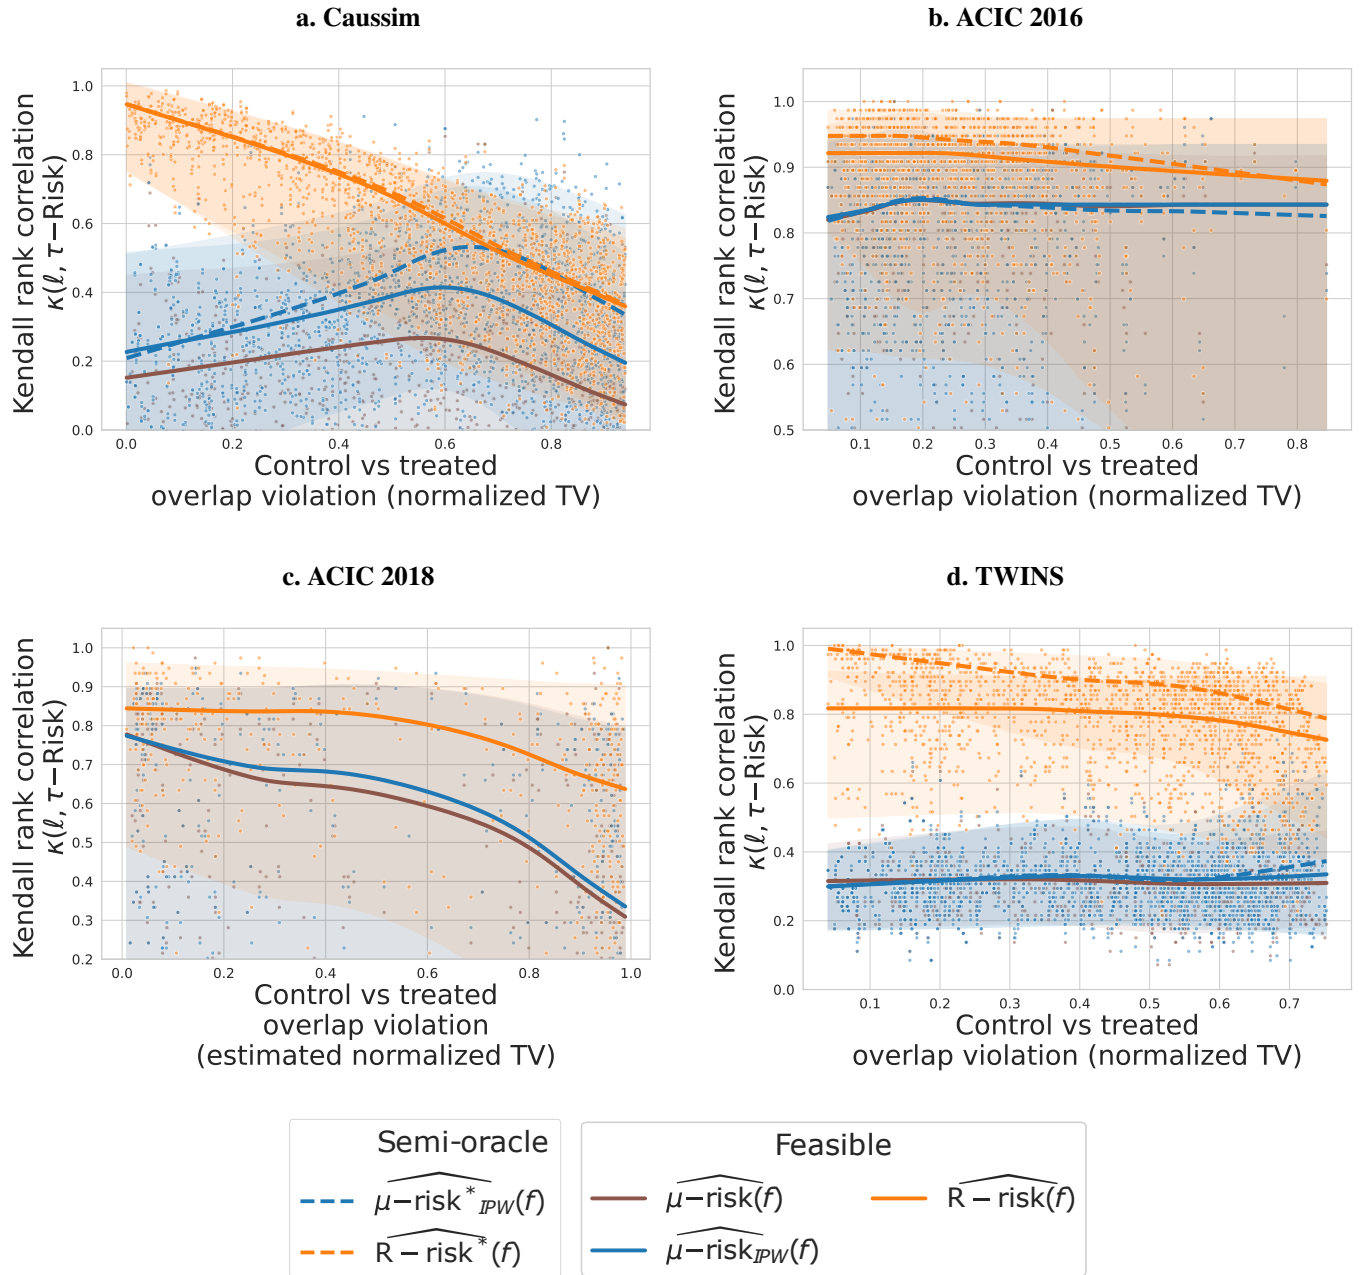 a. Caussim
b. ACIC 2016
Kendall rank correlation
κ(ℓ, τ−Risk)
1.0
0.8
0.6
0.4
0.2
0.0
0.0 0.2 0.4 0.6 0.8
Control vs treated
overlap violation (normalized TV)
Kendall rank correlation
κ(ℓ, τ−Risk)
1.0
0.9
0.8
0.7
0.6
0.5
0.1 0.2 0.3 0.4 0.5 0.6 0.7 0.8
Control vs treated
overlap violation (normalized TV)
c. ACIC 2018
d. TWINS
Kendall rank correlation
κ(ℓ, τ−Risk)
1.0
0.9
0.8
0.7
0.6
0.5
0.4
0.3
0.2
0.0 0.2 0.4 0.6 0.8 1.0
Control vs treated
overlap violation
(estimated normalized TV)
Kendall rank correlation
κ(ℓ, τ−Risk)
1.0
0.8
0.6
0.4
0.2
0.0
0.1 0.2 0.3 0.4 0.5 0.6 0.7
Control vs treated
overlap violation (normalized TV)
Semi-oracle
μ−risk*IPW(f)
R−risk*(f)
Feasible
μ−risk(f)
μ−riskIPW(f)
R−risk(f)